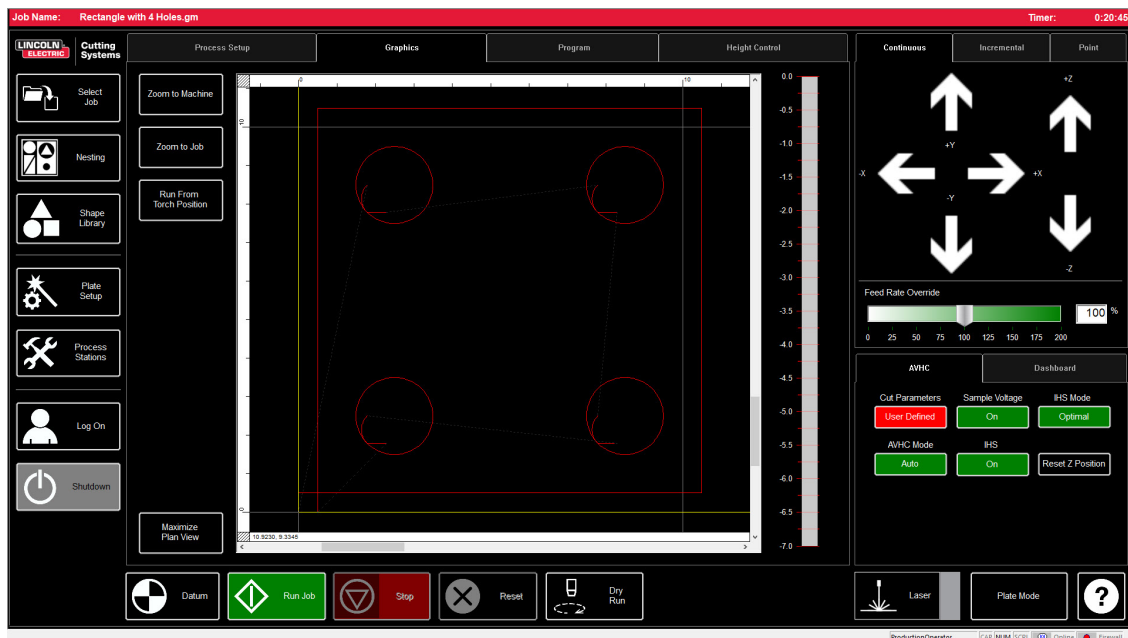 Job Name: Rectangle with 4 Holes.gm
Timer: 0:20:45
LINCOLN ELECTRIC
Cutting Systems
Process Setup
Graphics
Program
Height Control
Continuous
Incremental
Point
Select Job
Nesting
Shape Library
Plate Setup
Process Stations
Log On
Shutdown
Zoom to Machine
Zoom to Job
Run From Torch Position
Maximize Plan View
0
10
10
0
10.9230, 9.3345
0.0
-0.5
-1.0
-1.5
-2.0
-2.5
-3.0
-3.5
-4.0
-4.5
-5.0
-5.5
-6.0
-6.5
-7.0
+Y
-X
+X
-Y
+Z
-Z
Feed Rate Override
100 %
0 25 50 75 100 125 150 175 200
AVHC
Dashboard
Cut Parameters
Sample Voltage
IHS Mode
User Defined
On
Optimal
AVHC Mode
IHS
Auto
On
Reset Z Position
Datum
Run Job
Stop
Reset
Dry Run
Laser
Plate Mode
?
ProductionOperator
CAP NUM SCRL
Online
Firewall